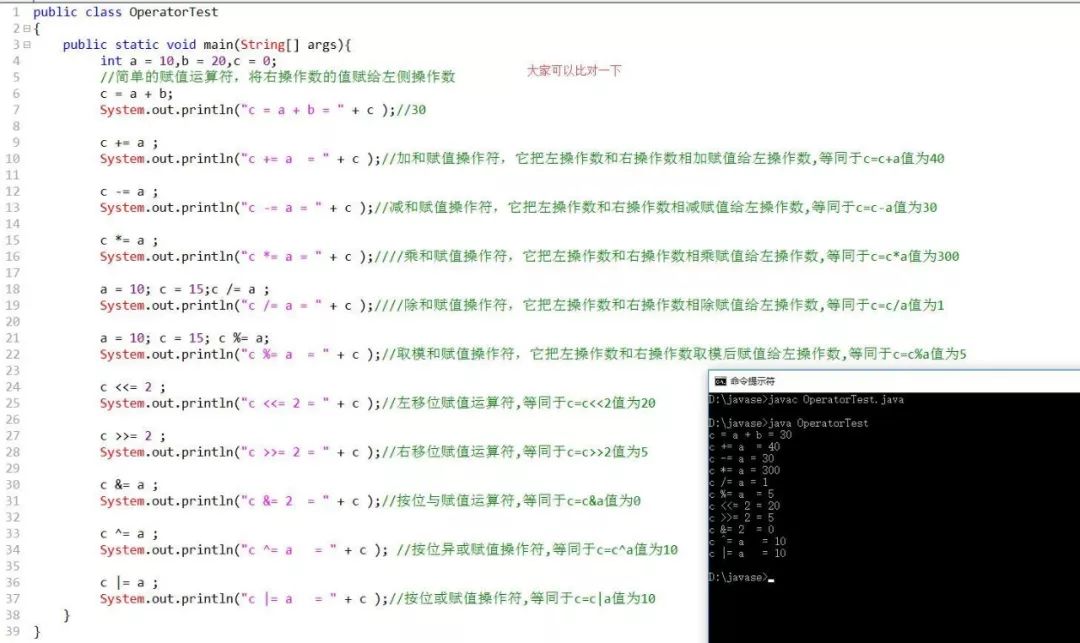 1 public class OperatorTest
2 {
3 public static void main(String[] args){
4 int a = 10,b = 20,c = 0;
大家可以比对一下
5 //简单的赋值运算符，将右操作数的值赋给左侧操作数
6 c = a + b;
7 System.out.println("c = a + b = " + c );//30
8
9 c += a ;
10 System.out.println("c += a  = " + c );//加和赋值操作符，它把左操作数和右操作数相加赋值给左操作数,等同于c=c+a值为40
11
12 c -= a ;
13 System.out.println("c -= a = " + c );//减和赋值操作符，它把左操作数和右操作数相减赋值给左操作数,等同于c=c-a值为30
14
15 c *= a ;
16 System.out.println("c *= a = " + c );////乘和赋值操作符，它把左操作数和右操作数相乘赋值给左操作数,等同于c=c*a值为300
17
18 a = 10; c = 15;c /= a ;
19 System.out.println("c /= a = " + c );////除和赋值操作符，它把左操作数和右操作数相除赋值给左操作数,等同于c=c/a值为1
20
21 a = 10; c = 15; c %= a;
22 System.out.println("c %= a  = " + c );//取模和赋值操作符，它把左操作数和右操作数取模后赋值给左操作数,等同于c=c%a值为5
23
24 c <<= 2 ;
25 System.out.println("c <<= 2 = " + c );//左移位赋值运算符,等同于c=c<<2值为20
26
27 c >>= 2 ;
28 System.out.println("c >>= 2 = " + c );//右移位赋值运算符,等同于c=c>>2值为5
29
30 c &= a ;
31 System.out.println("c &= 2  = " + c );//按位与赋值运算符,等同于c=c&a值为0
32
33 c ^= a ;
34 System.out.println("c ^= a   = " + c ); //按位异或赋值操作符,等同于c=c^a值为10
35
36 c |= a ;
37 System.out.println("c |= a   = " + c );//按位或赋值操作符,等同于c=c|a值为10
38 }
39 }
命令提示符
D:\javase>javac OperatorTest.java
D:\javase>java OperatorTest
c = a + b = 30
c += a  = 40
c -= a = 30
c *= a = 300
c /= a = 1
c %= a  = 5
c <<= 2 = 20
c >>= 2 = 5
c &= 2  = 0
c ^= a   = 10
c |= a   = 10
D:\javase>